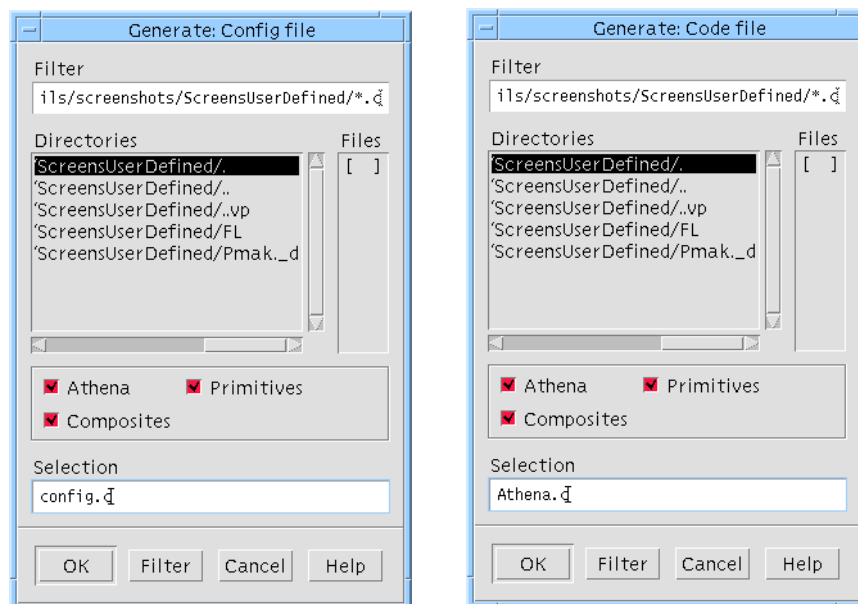 Generate: Config file
Filter
ils/screenshots/ScreensUserDefined/*.c
Directories Files
‘ScreensUserDefined/. [ ]
‘ScreensUserDefined/..
‘ScreensUserDefined/..vp
‘ScreensUserDefined/FL
‘ScreensUserDefined/Pmak._d
Athena Primitives
Composites
Selection
config.c
OK Filter Cancel Help
Generate: Code file
Filter
ils/screenshots/ScreensUserDefined/*.c
Directories Files
‘ScreensUserDefined/. [ ]
‘ScreensUserDefined/..
‘ScreensUserDefined/..vp
‘ScreensUserDefined/FL
‘ScreensUserDefined/Pmak._d
Athena Primitives
Composites
Selection
Athena.c
OK Filter Cancel Help